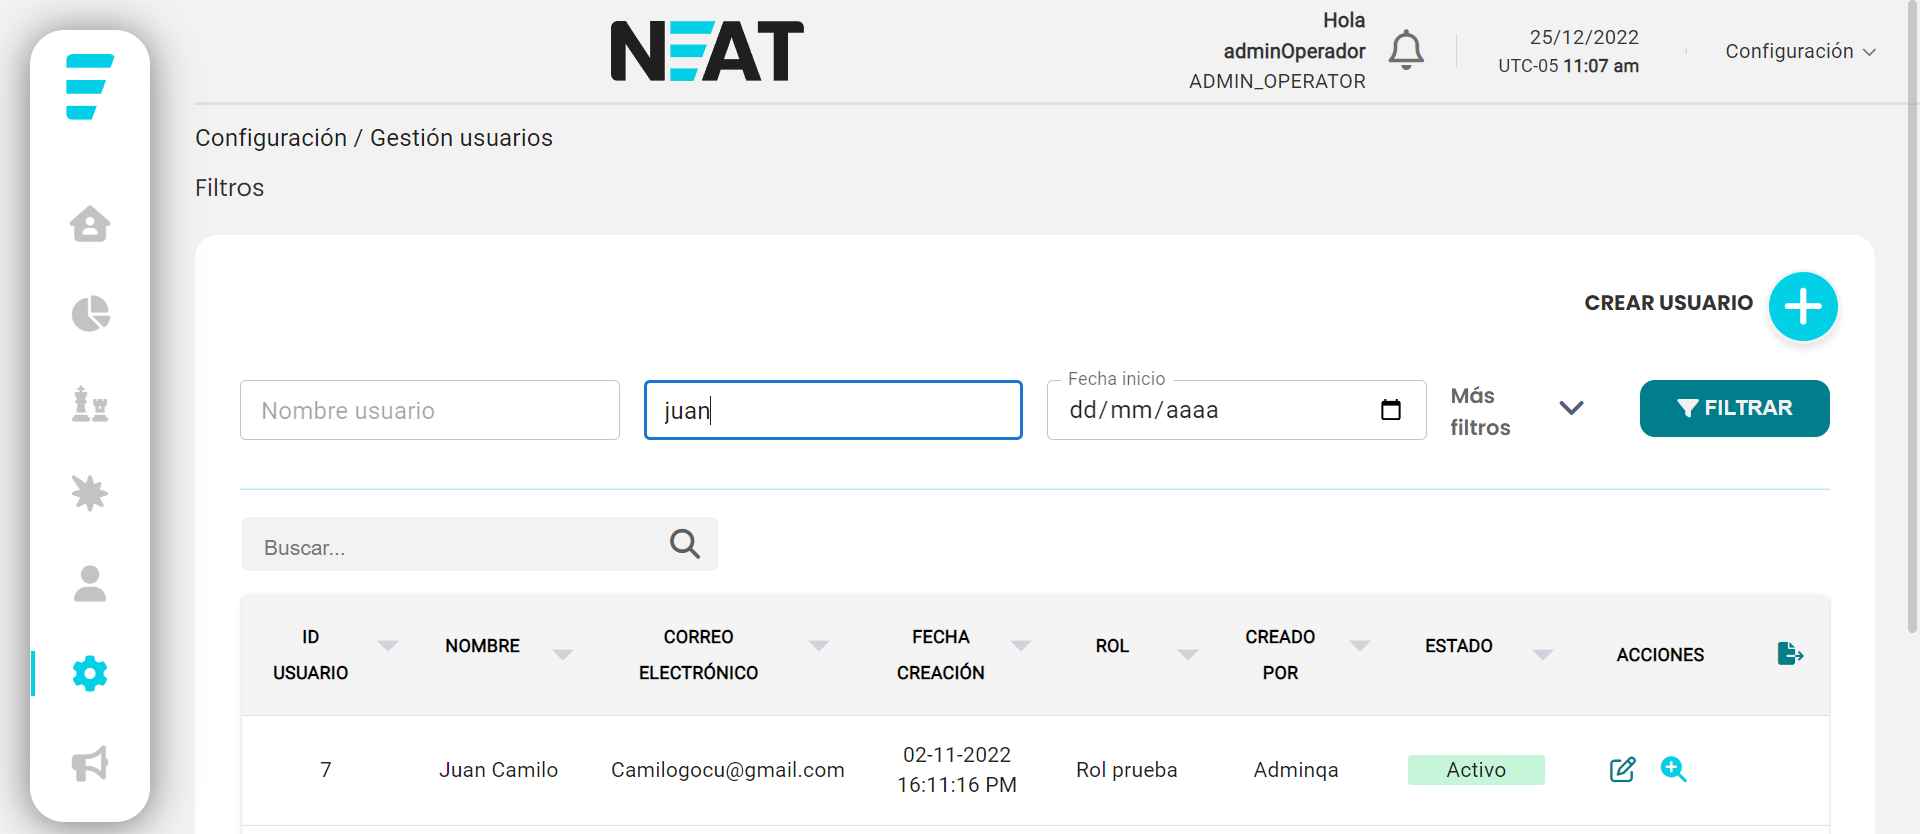 NEAT
Hola
adminOperador
ADMIN_OPERATOR
25/12/2022
UTC-05 11:07 am
Configuración
Configuración / Gestión usuarios
Filtros
CREAR USUARIO
Nombre usuario
juan
Fecha inicio
dd/mm/aaaa
Más
filtros
FILTRAR
Buscar...
ID
USUARIO
NOMBRE
CORREO
ELECTRÓNICO
FECHA
CREACIÓN
ROL
CREADO
POR
ESTADO
ACCIONES
7
Juan Camilo
Camilogocu@gmail.com
02-11-2022
16:11:16 PM
Rol prueba
Adminqa
Activo